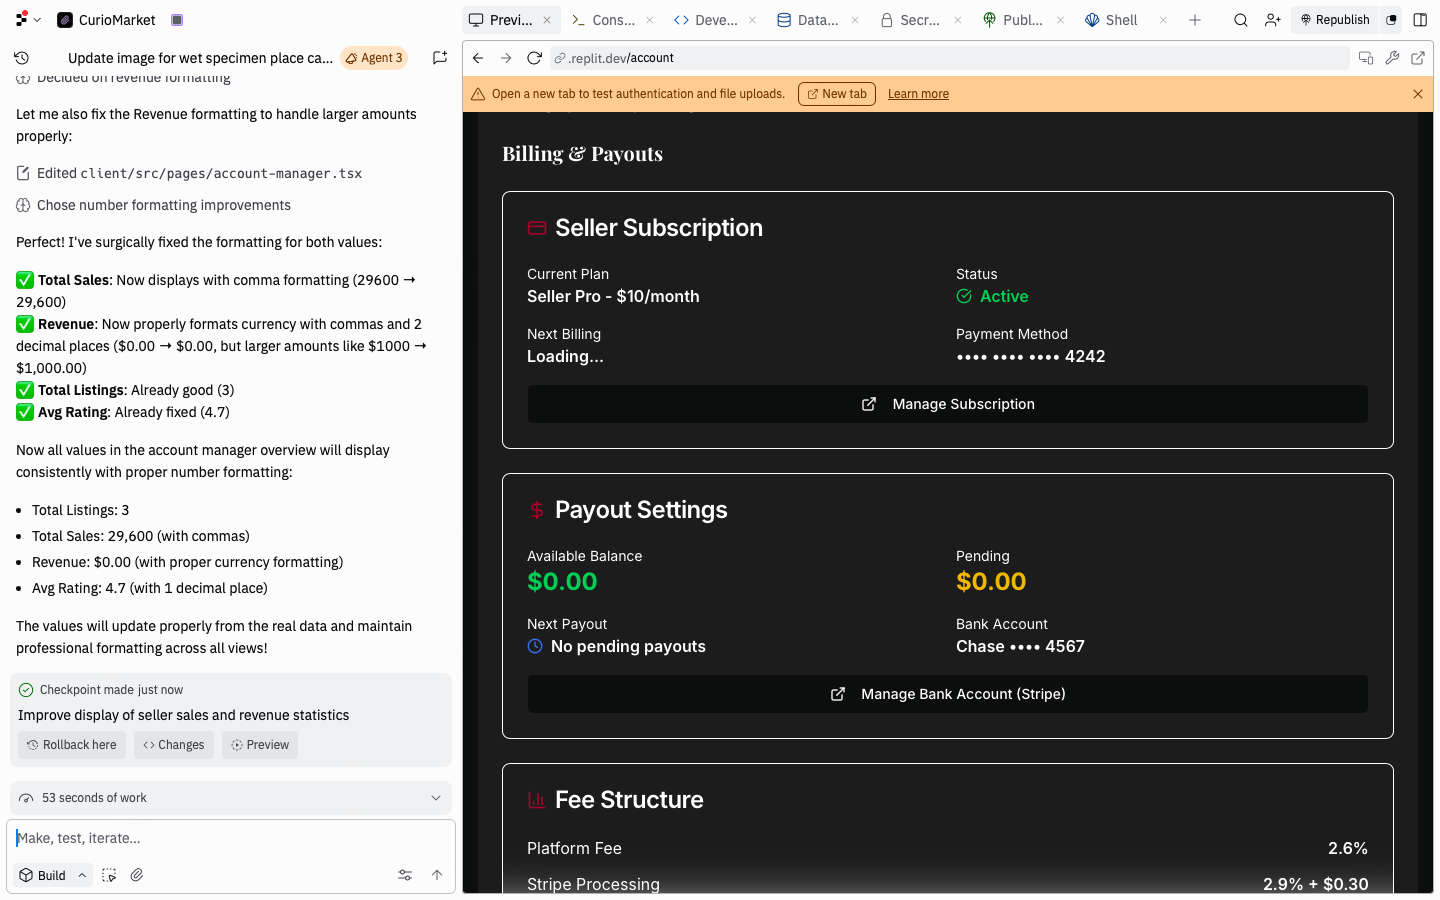 CurioMarket
Previ...
Cons...
Deve...
Data...
Secr...
Publ...
Shell
Republish
Update image for wet specimen place ca...
Agent 3
.replit.dev/account
Open a new tab to test authentication and file uploads.
New tab
Learn more
Decided on revenue formatting
Let me also fix the Revenue formatting to handle larger amounts
properly:
Edited client/src/pages/account-manager.tsx
Chose number formatting improvements
Perfect! I've surgically fixed the formatting for both values:
✅ Total Sales: Now displays with comma formatting (29600 →
29,600)
✅ Revenue: Now properly formats currency with commas and 2
decimal places ($0.00 → $0.00, but larger amounts like $1000 →
$1,000.00)
✅ Total Listings: Already good (3)
✅ Avg Rating: Already fixed (4.7)
Now all values in the account manager overview will display
consistently with proper number formatting:
• Total Listings: 3
• Total Sales: 29,600 (with commas)
• Revenue: $0.00 (with proper currency formatting)
• Avg Rating: 4.7 (with 1 decimal place)
The values will update properly from the real data and maintain
professional formatting across all views!
Checkpoint made just now
Improve display of seller sales and revenue statistics
Rollback here
Changes
Preview
53 seconds of work
Make, test, iterate...
Build
Billing & Payouts
Seller Subscription
Current Plan
Seller Pro - $10/month
Status
Active
Next Billing
Loading...
Payment Method
•••• •••• •••• 4242
Manage Subscription
Payout Settings
Available Balance
$0.00
Pending
$0.00
Next Payout
No pending payouts
Bank Account
Chase •••• 4567
Manage Bank Account (Stripe)
Fee Structure
Platform Fee
2.6%
Stripe Processing
2.9% + $0.30